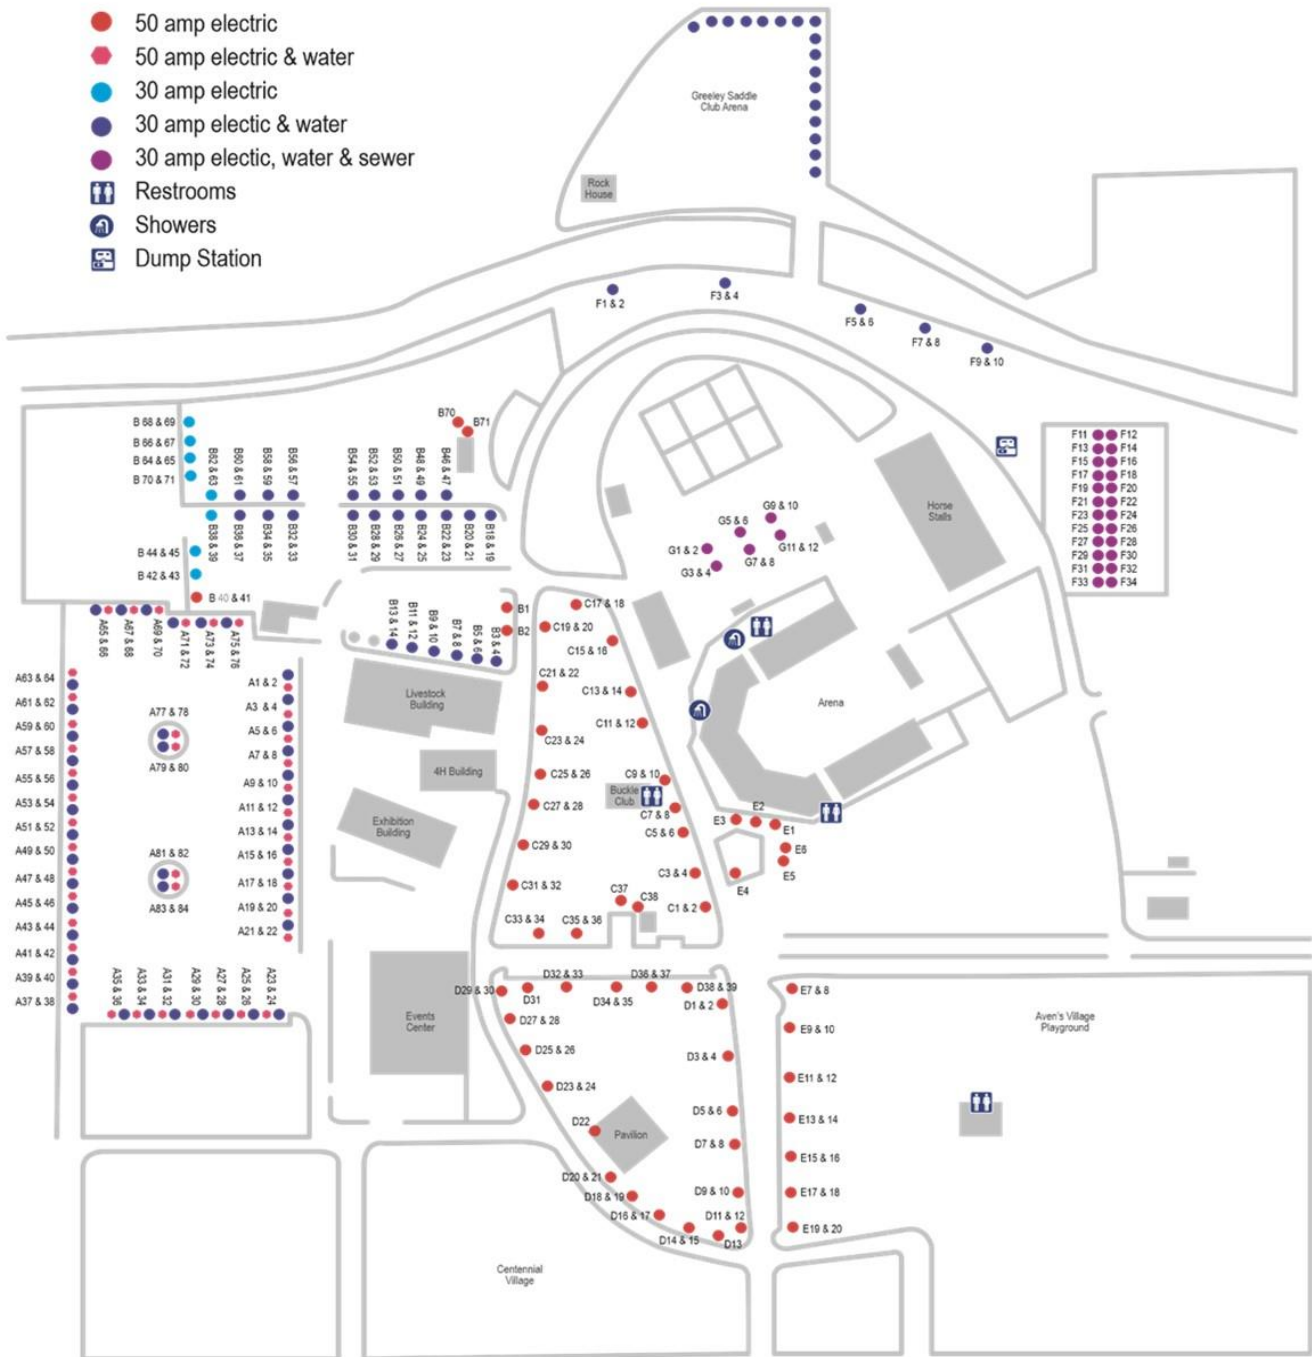 50 amp electric
50 amp electric & water
30 amp electric
30 amp electic & water
30 amp electic, water & sewer
Restrooms
Showers
Dump Station
Greeley Saddle
Club Arena
Rock
House
F1 & 2
F3 & 4
F5 & 6
F7 & 8
F9 & 10
B 68 & 69
B 66 & 67
B 64 & 65
B 70 & 71
B62 & 63
B60 & 61
B58 & 59
B56 & 57
B54 & 55
B52 & 53
B50 & 51
B48 & 49
B46 & 47
B70
B71
B38 & 39
B36 & 37
B34 & 35
B32 & 33
B30 & 31
B28 & 29
B26 & 27
B24 & 25
B22 & 23
B20 & 21
B18 & 19
B 44 & 45
B 42 & 43
B 40 & 41
F11 F12
F13 F14
F15 F16
F17 F18
F19 F20
F21 F22
F23 F24
F25 F26
F27 F28
F29 F30
F31 F32
F33 F34
Horse
Stalls
G9 & 10
G5 & 6
G11 & 12
G1 & 2
G7 & 8
G3 & 4
A65 & 66
A67 & 68
A69 & 70
A71 & 72
A73 & 74
A75 & 76
B13 & 14
B11 & 12
B9 & 10
B7 & 8
B5 & 6
B3 & 4
B1
B2
C17 & 18
C19 & 20
C15 & 16
C21 & 22
C13 & 14
C11 & 12
C23 & 24
C25 & 26
C9 & 10
C27 & 28
C7 & 8
C5 & 6
C29 & 30
C3 & 4
C31 & 32
C37
C38
C1 & 2
C33 & 34
C35 & 36
Livestock
Building
4H Building
Exhibition
Building
Buckle
Club
Arena
E3
E2
E1
E6
E5
E4
A63 & 64
A61 & 62
A59 & 60
A57 & 58
A55 & 56
A53 & 54
A51 & 52
A49 & 50
A47 & 48
A45 & 46
A43 & 44
A41 & 42
A39 & 40
A37 & 38
A77 & 78
A79 & 80
A81 & 82
A83 & 84
A1 & 2
A3 & 4
A5 & 6
A7 & 8
A9 & 10
A11 & 12
A13 & 14
A15 & 16
A17 & 18
A19 & 20
A21 & 22
A35 & 36
A33 & 34
A31 & 32
A29 & 30
A27 & 28
A25 & 26
A23 & 24
Events
Center
D29 & 30
D31
D32 & 33
D34 & 35
D36 & 37
D38 & 39
D1 & 2
D27 & 28
D25 & 26
D3 & 4
D23 & 24
D5 & 6
D22
Pavilion
D7 & 8
D20 & 21
D18 & 19
D9 & 10
D16 & 17
D11 & 12
D14 & 15
D13
E7 & 8
E9 & 10
E11 & 12
E13 & 14
E15 & 16
E17 & 18
E19 & 20
Aven's Village
Playground
Centennial
Village